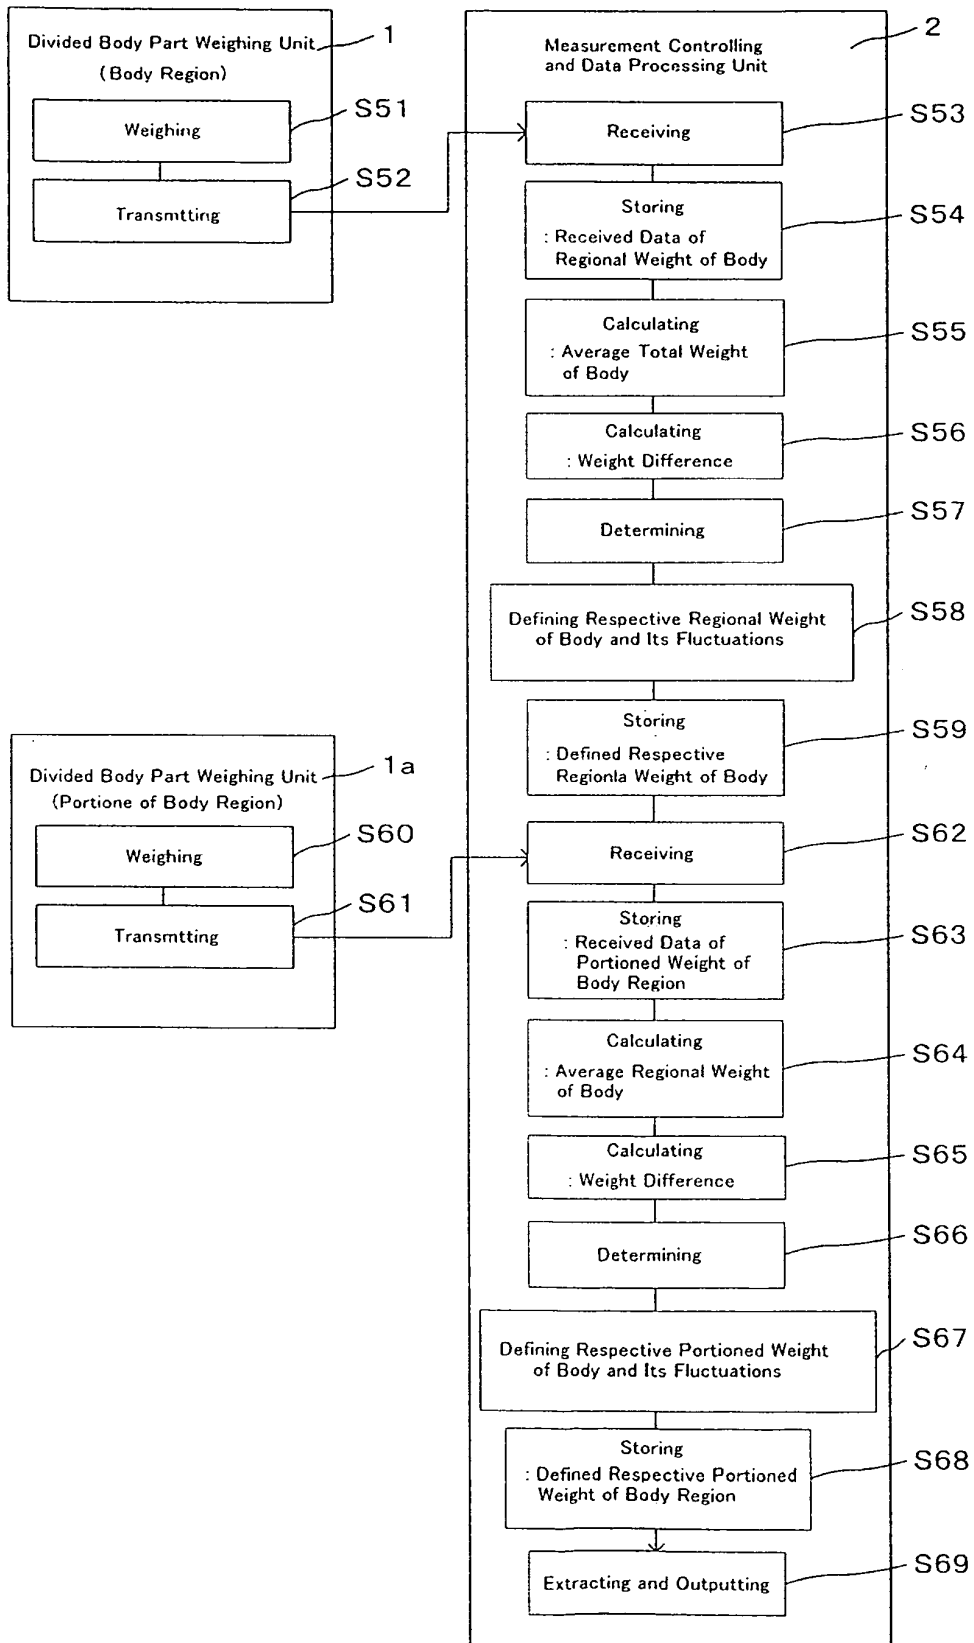 Divided Body Part Weighing Unit
(Body Region)
1
Weighing
S51
Transmtting
S52
Measurement Controlling
and Data Processing Unit
2
Receiving
S53
Storing
: Received Data of
Regional Weight of Body
S54
Calculating
: Average Total Weight
of Body
S55
Calculating
: Weight Difference
S56
Determining
S57
Defining Respective Regional Weight
of Body and Its Fluctuations
S58
Storing
: Defined Respective
Regionla Weight of Body
S59
Divided Body Part Weighing Unit
(Portione of Body Region)
1a
Weighing
S60
Transmtting
S61
Receiving
S62
Storing
: Received Data of
Portioned Weight of
Body Region
S63
Calculating
: Average Regional Weight
of Body
S64
Calculating
: Weight Difference
S65
Determining
S66
Defining Respective Portioned Weight
of Body and Its Fluctuations
S67
Storing
: Defined Respective Portioned
Weight of Body Region
S68
Extracting and Outputting
S69